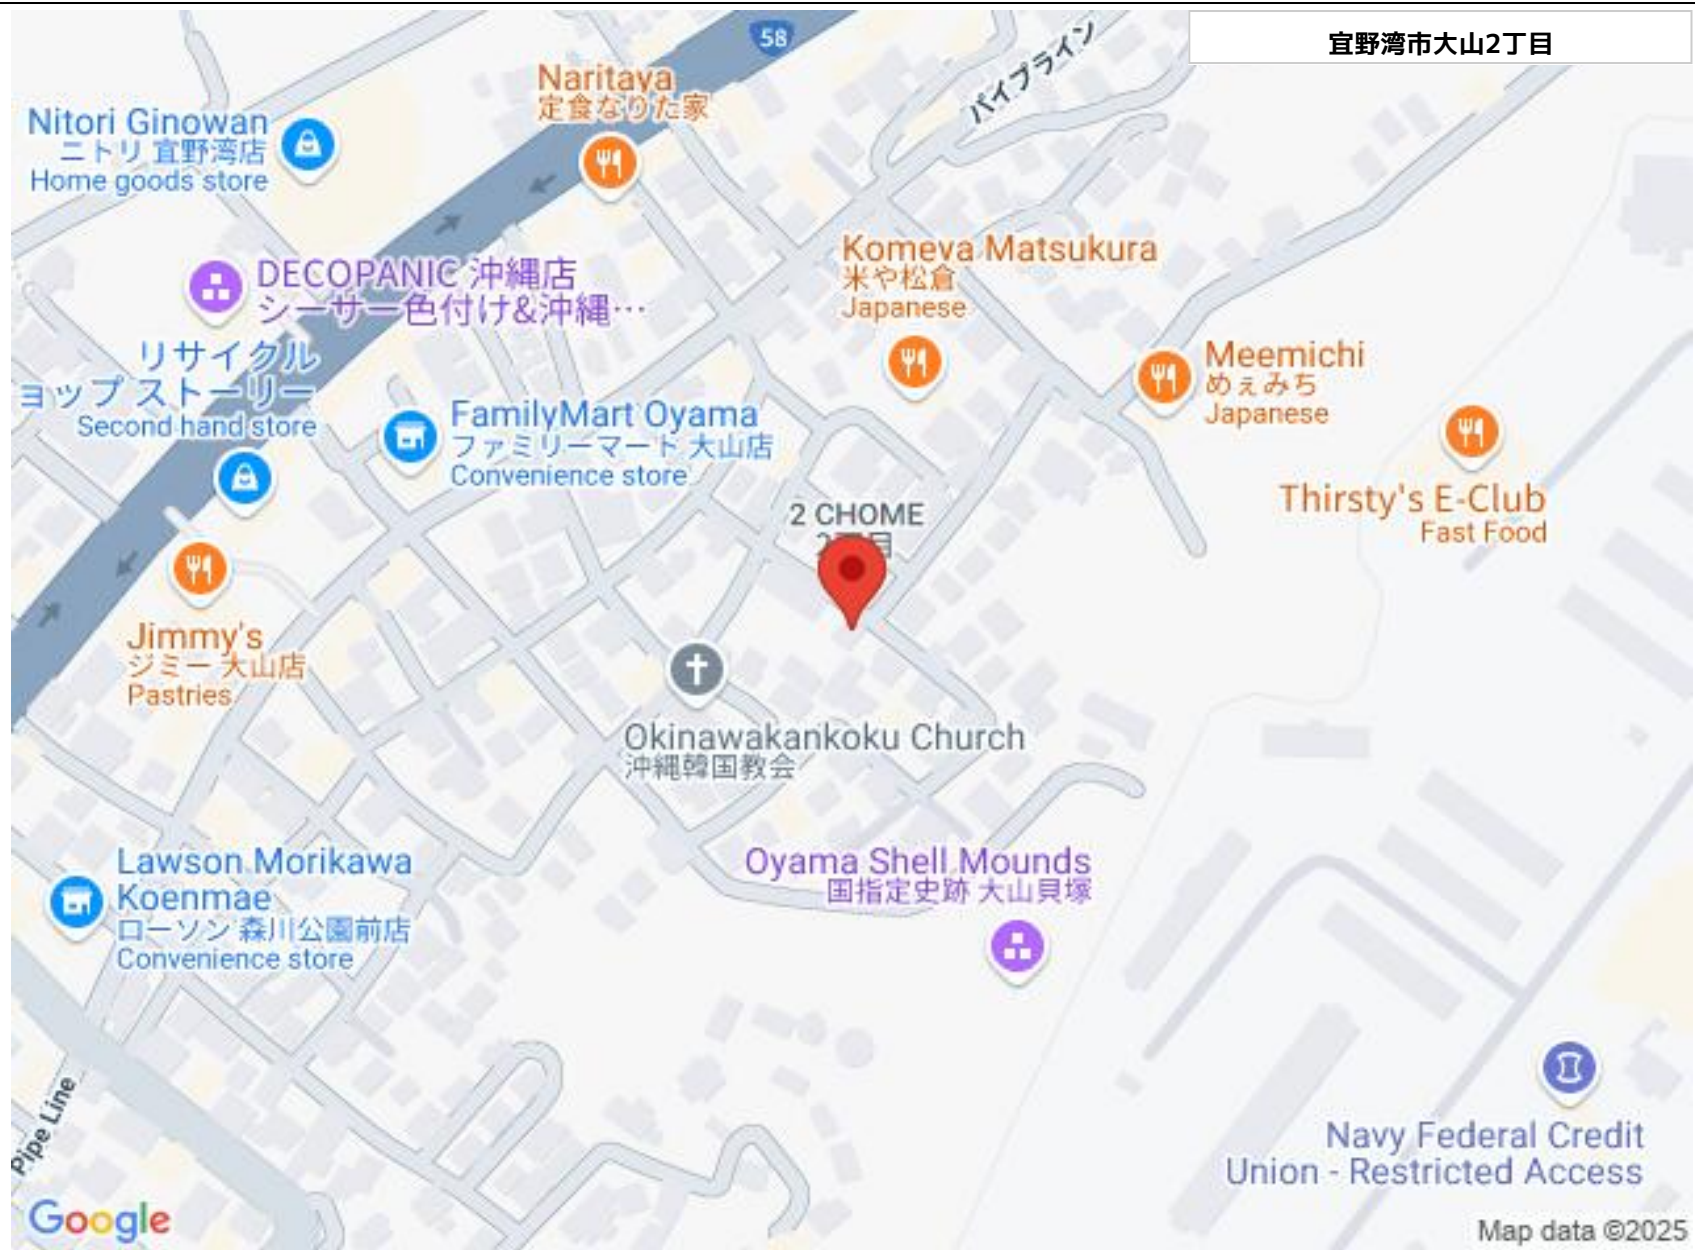 宜野湾市大山2丁目
58
パイプライン
Naritaya
定食なりた家
Nitori Ginowan
ニトリ 宜野湾店
Home goods store
Komeya Matsukura
米や松倉
Japanese
DECOPANIC 沖縄店
シーサー色付け&沖縄…
リサイクル
ョップ ストーリー
Second hand store
Meemichi
めぇみち
Japanese
FamilyMart Oyama
ファミリーマート 大山店
Convenience store
Thirsty's E-Club
Fast Food
2 CHOME
2丁目
Jimmy's
ジミー 大山店
Pastries
Okinawakankoku Church
沖縄韓国教会
Oyama Shell Mounds
国指定史跡 大山貝塚
Lawson Morikawa
Koenmae
ローソン 森川公園前店
Convenience store
Pipe Line
Navy Federal Credit
Union - Restricted Access
Google
Map data ©2025